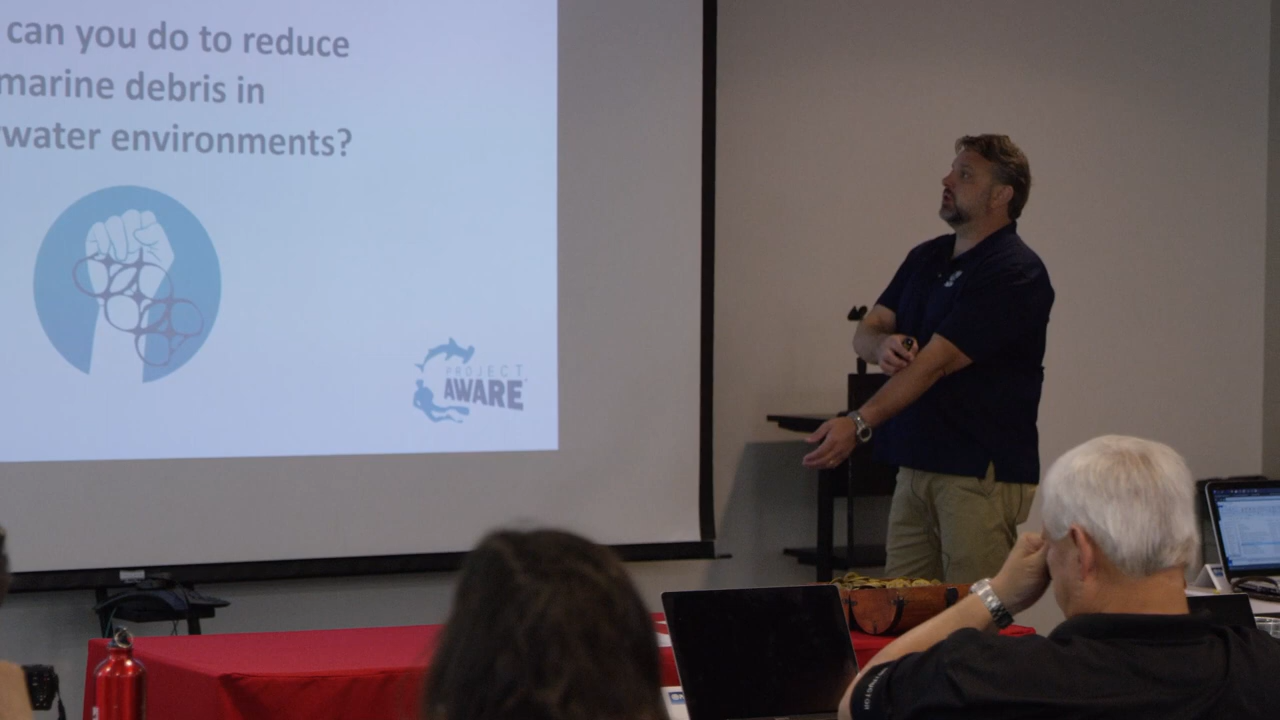 can you do to reduce
marine debris in
water environments?
PROJECT
AWARE